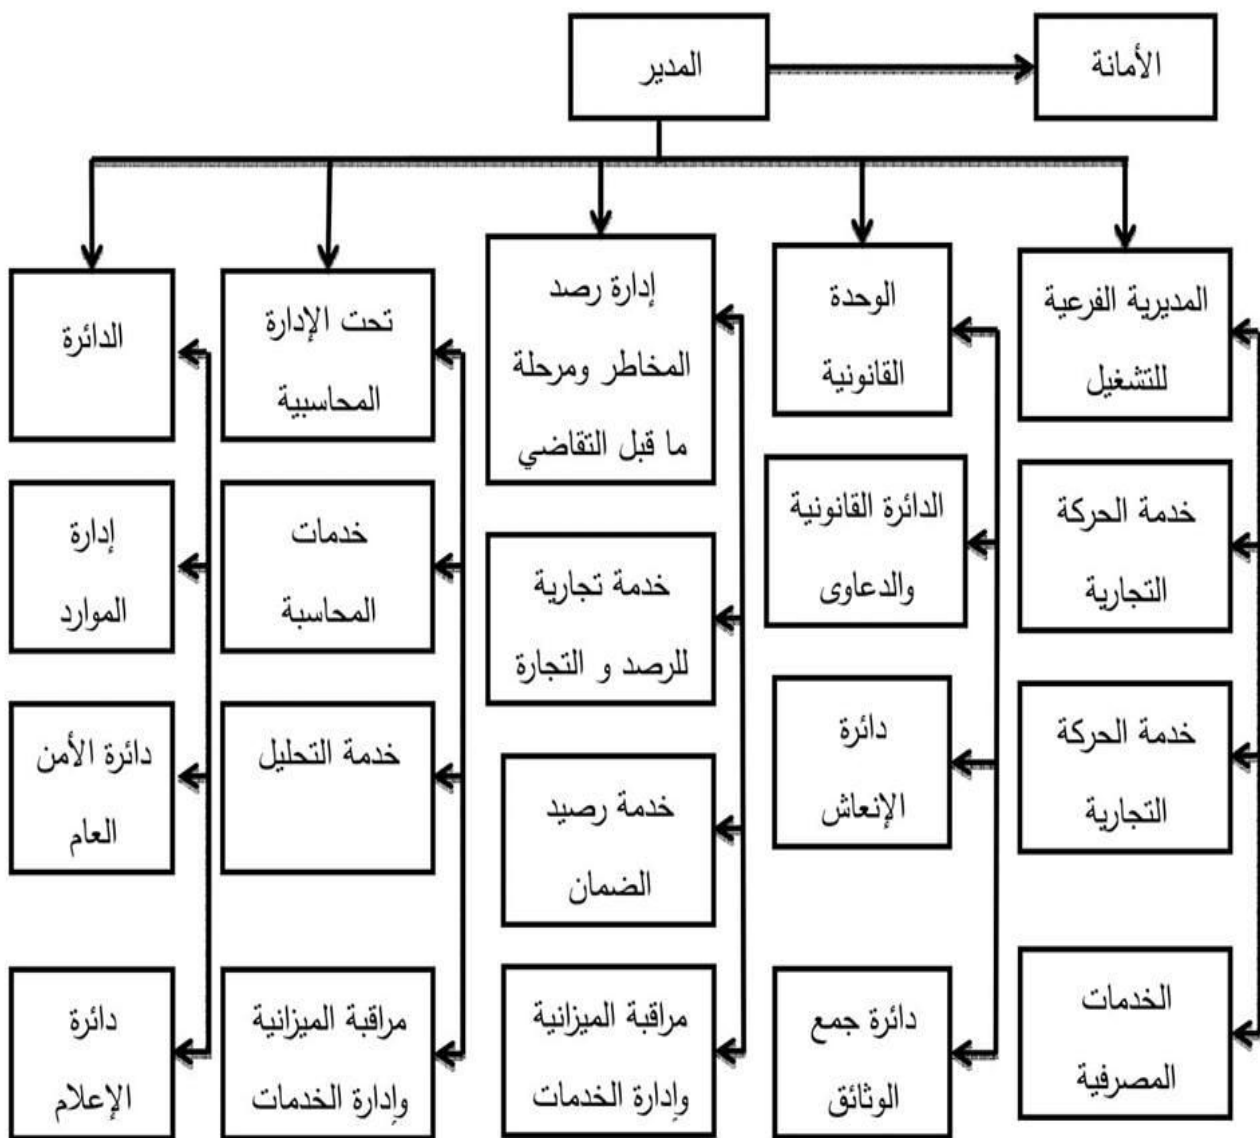 المدير
الأمانة
المديرية الفرعية
للتشغيل
خدمة الحركة
التجارية
خدمة الحركة
التجارية
الخدمات
المصرفية
الوحدة
القانونية
الدائرة القانونية
والدعاوى
دائرة
الإنعاش
دائرة جمع
الوثائق
إدارة رصد
المخاطر ومرحلة
ما قبل التقاضي
خدمة تجارية
للرصد و التجارة
خدمة رصيد
الضمان
مراقبة الميزانية
وإدارة الخدمات
تحت الإدارة
المحاسبية
خدمات
المحاسبة
خدمة التحليل
مراقبة الميزانية
وإدارة الخدمات
الدائرة
إدارة
الموارد
دائرة الأمن
العام
دائرة
الإعلام